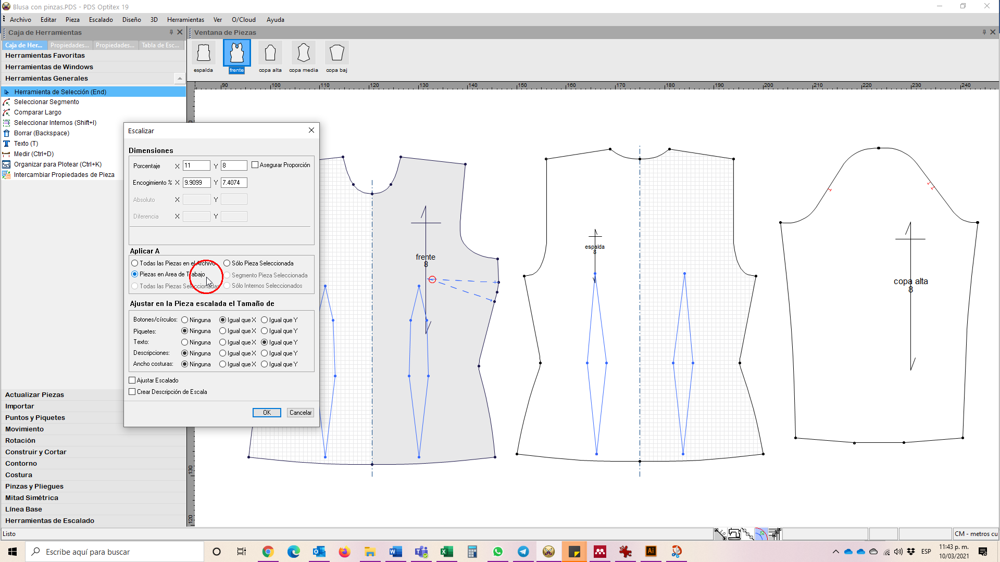 Blusa con pinzas.PDS - PDS Optitex 19
Archivo Editar Pieza Escalado Diseño 3D Herramientas Ver O/Cloud Ayuda
Caja de Herramientas
Ventana de Piezas
Caja de Her... Propiedades... Propiedades... Tabla de Esc...
espalda frente copa alta copa media copa baj
Herramientas Favoritas
Herramientas de Windows
Herramientas Generales
Herramienta de Selección (End)
Seleccionar Segmento
Comparar Largo
Seleccionar Internos (Shift+I)
Borrar (Backspace)
Texto (T)
Medir (Ctrl+D)
Organizar para Plotear (Ctrl+K)
Intercambiar Propiedades de Pieza
Actualizar Piezas
Importar
Puntos y Piquetes
Movimiento
Rotación
Construir y Cortar
Contorno
Costura
Pinzas y Pliegues
Mitad Simétrica
Línea Base
Herramientas de Escalado
90 100 110 120 130 140 150 160 170 180 190 200 210 220 230 240
130
120
Escalizar
Dimensiones
Porcentaje X 11 Y 8 Asegurar Proporción
Encogimiento % X 9.9099 Y 7.4074
Absoluto X Y
Diferencia X Y
Aplicar A
Todas las Piezas en el Archivo Sólo Pieza Seleccionada
Piezas en Area de Trabajo Segmento Pieza Seleccionada
Todas las Piezas Seleccionadas Sólo Internos Seleccionados
Ajustar en la Pieza escalada el Tamaño de
Botones/círculos: Ninguna Igual que X Igual que Y
Piquetes: Ninguna Igual que X Igual que Y
Texto: Ninguna Igual que X Igual que Y
Descripciones: Ninguna Igual que X Igual que Y
Ancho costuras: Ninguna Igual que X Igual que Y
Ajustar Escalado
Crear Descripción de Escala
OK Cancelar
frente
8
espalda
8
copa alta
8
Listo
CM - metros cu
Escribe aquí para buscar
ESP
11:43 p. m.
10/03/2021